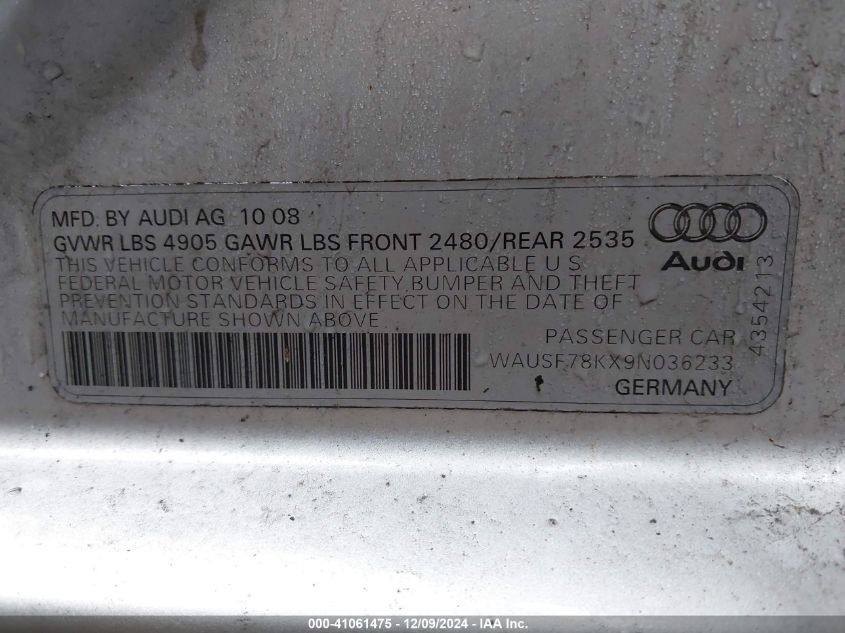 MFD. BY AUDI AG 10 08
GVWR LBS 4905 GAWR LBS FRONT 2480/REAR 2535
THIS VEHICLE CONFORMS TO ALL APPLICABLE U S
FEDERAL MOTOR VEHICLE SAFETY, BUMPER AND THEFT
PREVENTION STANDARDS IN EFFECT ON THE DATE OF
MANUFACTURE SHOWN ABOVE
Audi
4354213
PASSENGER CAR
WAUSF78KX9N036233
GERMANY
000-41061475 - 12/09/2024 - IAA Inc.